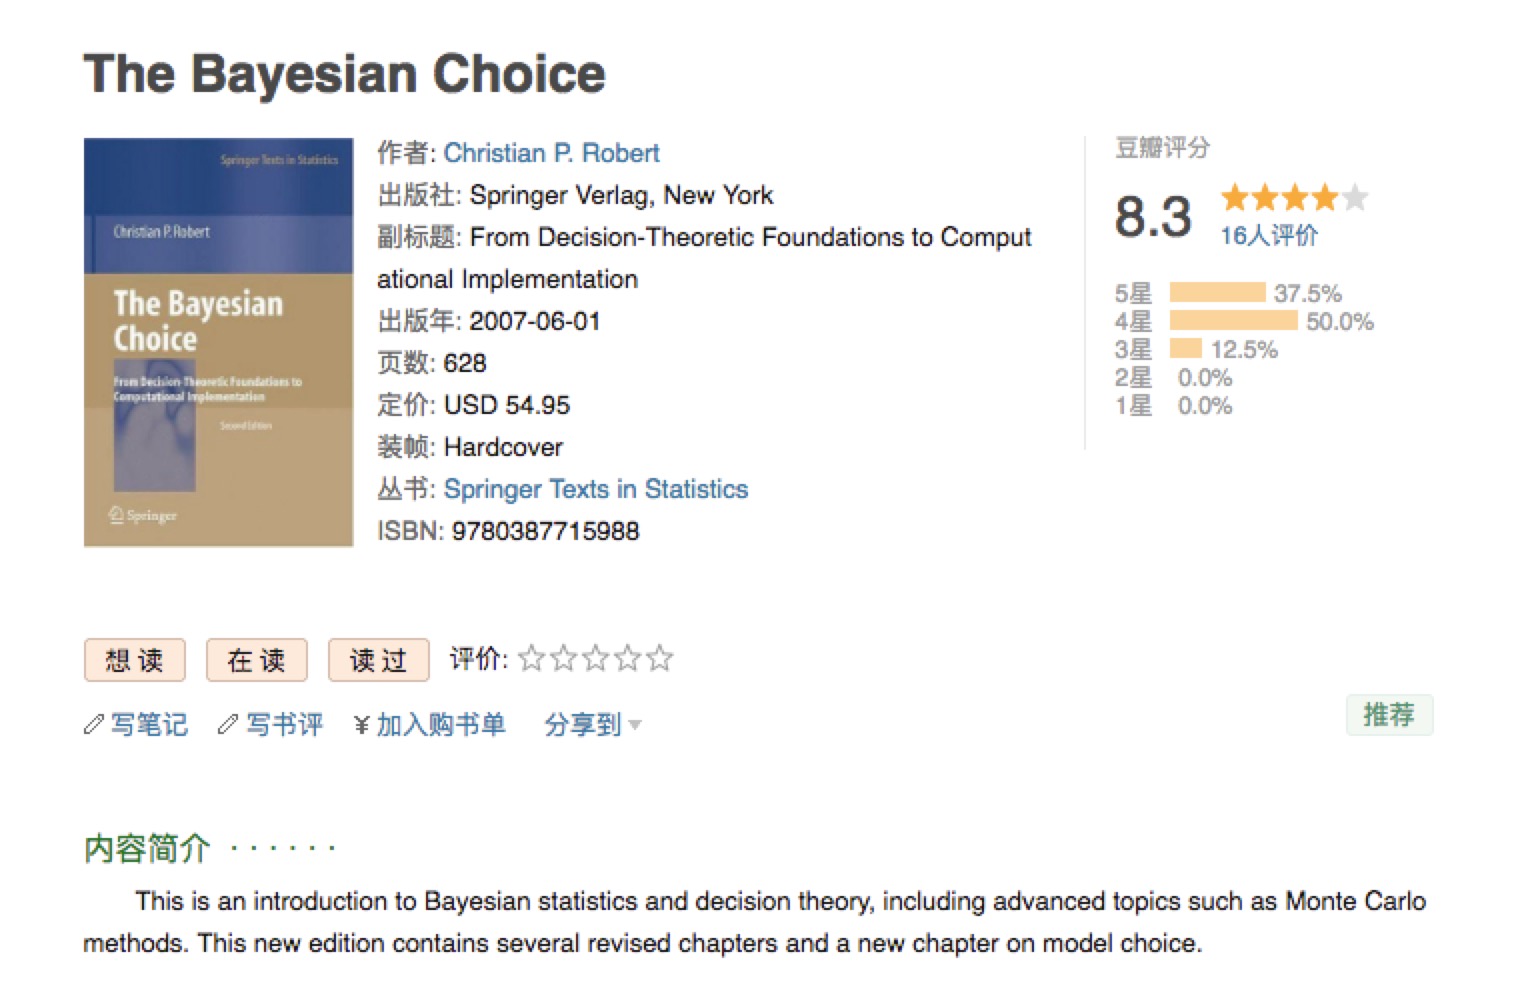 The Bayesian Choice
Springer Texts in Statistics
Christian P. Robert
The Bayesian
Choice
From Decision-Theoretic Foundations to
Computational Implementation
Second Edition
Springer
作者: Christian P. Robert
出版社: Springer Verlag, New York
副标题: From Decision-Theoretic Foundations to Comput
ational Implementation
出版年: 2007-06-01
页数: 628
定价: USD 54.95
装帧: Hardcover
丛书: Springer Texts in Statistics
ISBN: 9780387715988
豆瓣评分
8.3
16人评价
5星 37.5%
4星 50.0%
3星 12.5%
2星 0.0%
1星 0.0%
想读 在读 读过 评价:
写笔记 写书评 ¥ 加入购书单 分享到
推荐
内容简介 · · · · · ·
This is an introduction to Bayesian statistics and decision theory, including advanced topics such as Monte Carlo
methods. This new edition contains several revised chapters and a new chapter on model choice.